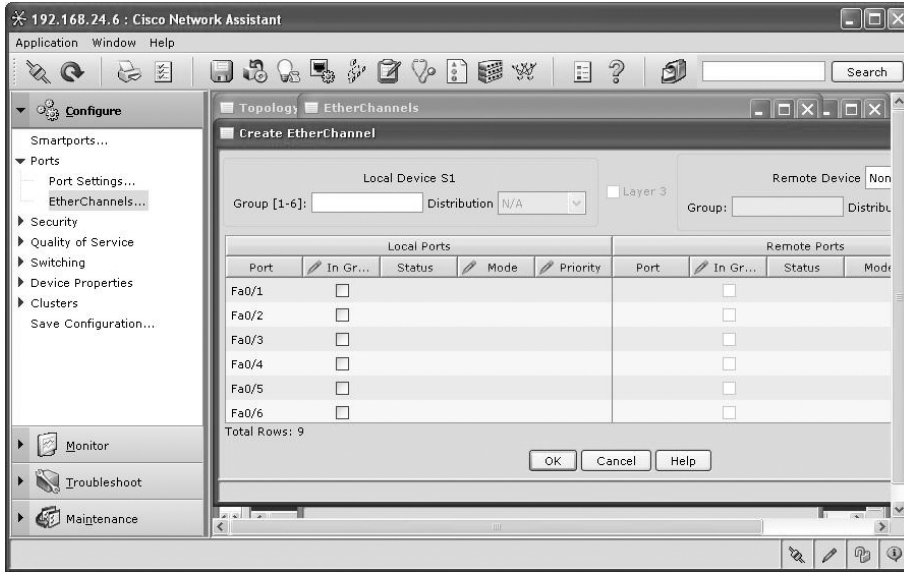 192.168.24.6 : Cisco Network Assistant
Application Window Help
Search
Configure
Smartports...
Ports
Port Settings...
EtherChannels...
Security
Quality of Service
Switching
Device Properties
Clusters
Save Configuration...
Monitor
Troubleshoot
Maintenance
Topology EtherChannels
Create EtherChannel
Local Device S1
Group [1-6]: Distribution N/A
Layer 3
Remote Device Non
Group: Distribu
Local Ports Remote Ports
Port In Gr... Status Mode Priority Port In Gr... Status Mode
Fa0/1
Fa0/2
Fa0/3
Fa0/4
Fa0/5
Fa0/6
Total Rows: 9
OK Cancel Help